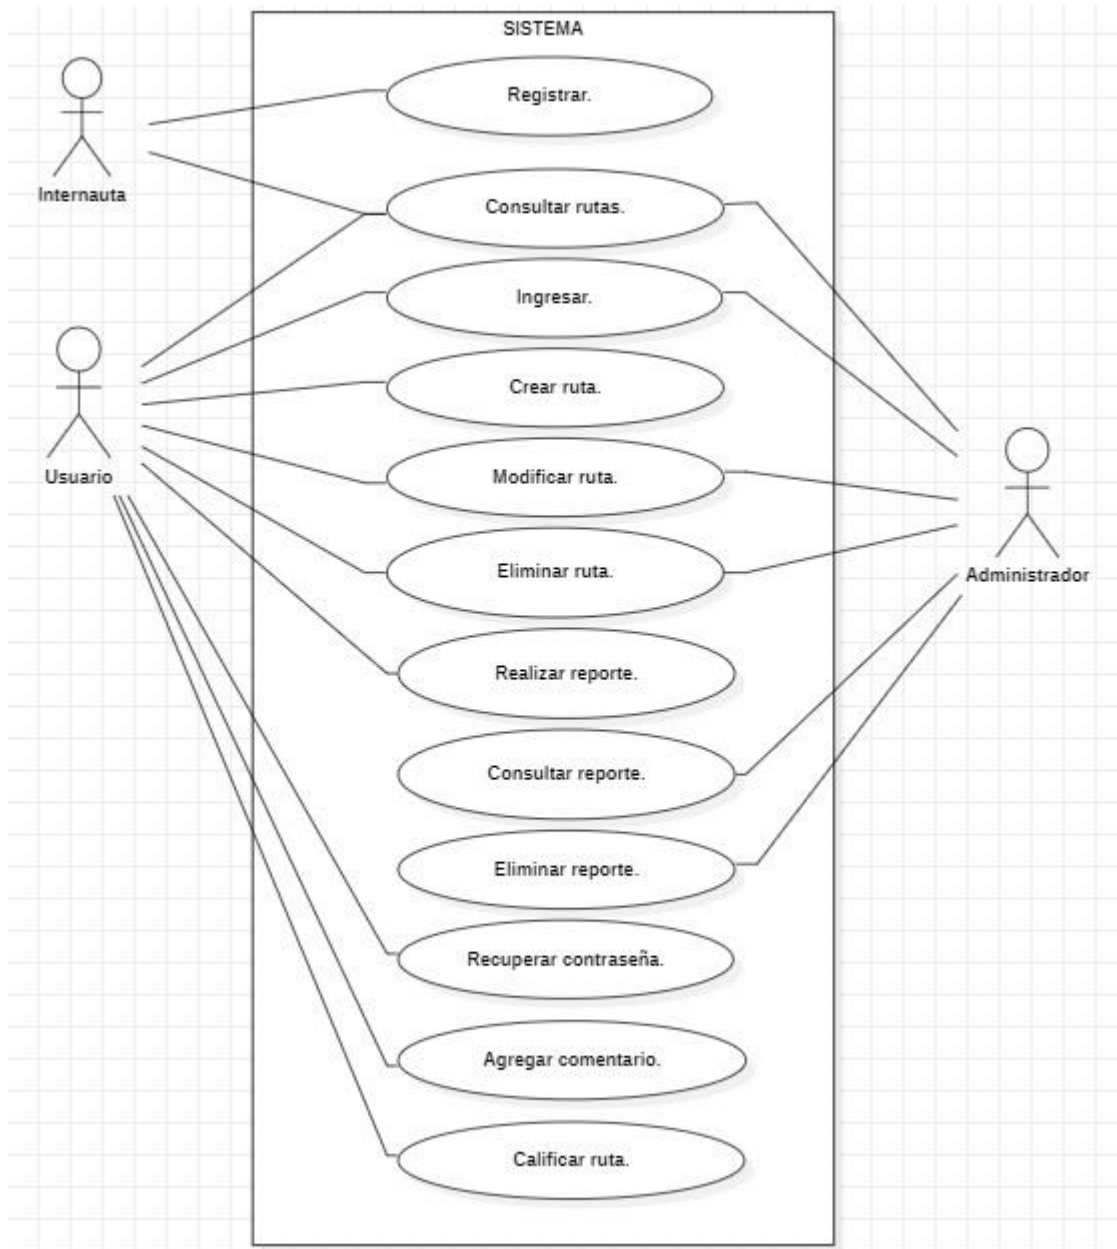 SISTEMA
Registrar.
Internauta
Consultar rutas.
Ingresar.
Crear ruta.
Usuario
Modificar ruta.
Eliminar ruta.
Administrador
Realizar reporte.
Consultar reporte.
Eliminar reporte.
Recuperar contraseña.
Agregar comentario.
Calificar ruta.